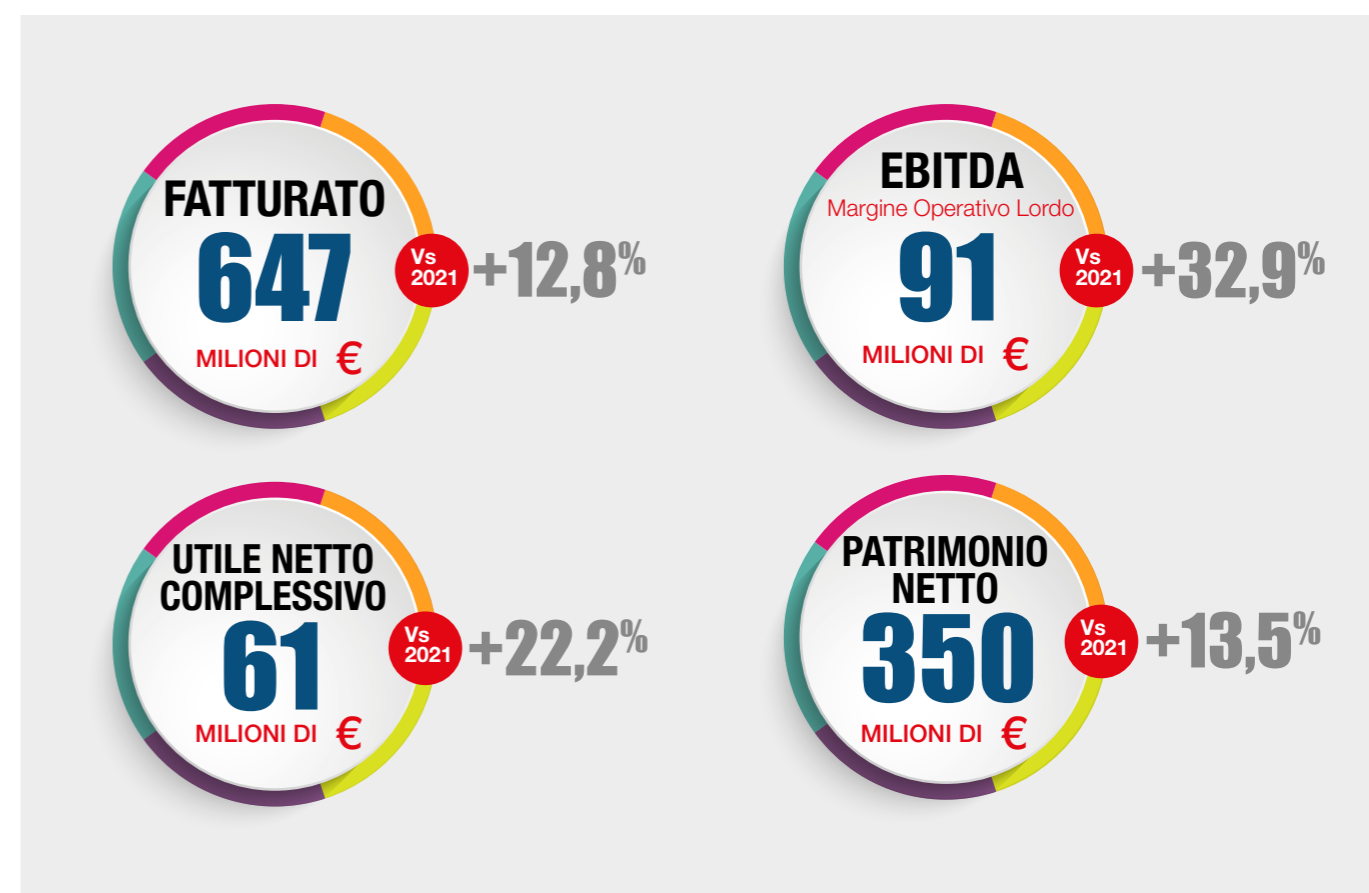 FATTURATO
647
MILIONI DI €
Vs
2021
+12,8%
EBITDA
Margine Operativo Lordo
91
MILIONI DI €
Vs
2021
+32,9%
UTILE NETTO
COMPLESSIVO
61
MILIONI DI €
Vs
2021
+22,2%
PATRIMONIO
NETTO
350
MILIONI DI €
Vs
2021
+13,5%